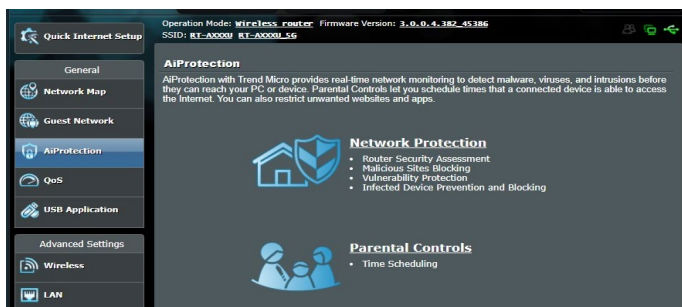 Operation Mode: Wireless router Firmware Version: 3.0.0.4.382_45386
SSID: RT-AXXXU RT-AXXXU_5G
Quick Internet Setup
General
Network Map
Guest Network
AiProtection
QoS
USB Application
Advanced Settings
Wireless
LAN
AiProtection
AiProtection with Trend Micro provides real-time network monitoring to detect malware, viruses, and intrusions before
they can reach your PC or device. Parental Controls let you schedule times that a connected device is able to access
the Internet. You can also restrict unwanted websites and apps.
Network Protection
• Router Security Assessment
• Malicious Sites Blocking
• Vulnerability Protection
• Infected Device Prevention and Blocking
Parental Controls
• Time Scheduling